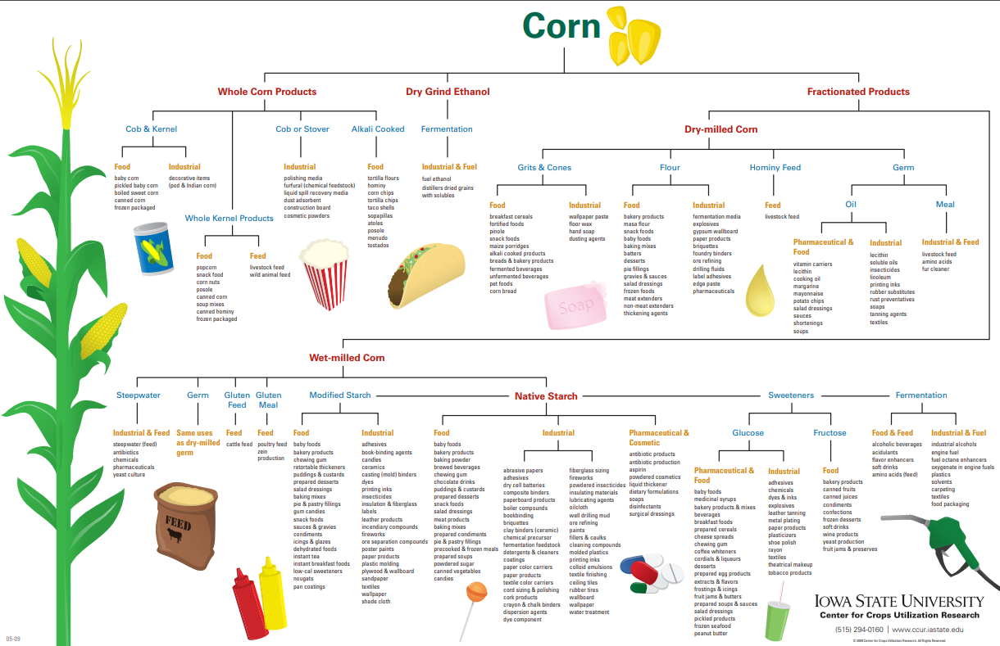 Corn
Whole Corn Products
Dry Grind Ethanol
Fractionated Products
Cob & Kernel
Cob or Stover
Alkali Cooked
Fermentation
Dry-milled Corn
Food
baby corn
pickled baby corn
boiled sweet corn
canned corn
frozen packaged
Industrial
decorative items
(pod & Indian corn)
Whole Kernel Products
Food
popcorn
snack food
corn nuts
posole
canned corn
soup mixes
canned hominy
frozen packaged
Feed
livestock feed
wild animal feed
Industrial
polishing media
furfural (chemical feedstock)
liquid spill recovery media
dust adsorbent
construction board
cosmetic powders
Food
tortilla flours
hominy
corn chips
tortilla chips
taco shells
sopapillas
atoles
posole
menudo
tostados
Industrial & Fuel
fuel ethanol
distillers dried grains
with solubles
Grits & Cones
Flour
Hominy Feed
Germ
Food
breakfast cereals
fortified foods
pinole
snack foods
maize porridges
alkali cooked products
breads & bakery products
fermented beverages
unfermented beverages
pet foods
corn bread
Industrial
wallpaper paste
floor wax
hand soap
dusting agents
Soap
Food
bakery products
masa flour
snack foods
baby foods
baking mixes
batters
desserts
pie fillings
gravies & sauces
salad dressings
frozen foods
meat extenders
non-meat extenders
thickening agents
Industrial
fermentation media
explosives
gypsum wallboard
paper products
briquettes
foundry binders
ore refining
drilling fluids
label adhesives
edge paste
pharmaceuticals
Feed
livestock feed
Oil
Meal
Pharmaceutical &
Food
vitamin carriers
lecithin
cooking oil
margarine
mayonnaise
potato chips
salad dressings
sauces
shortenings
soups
Industrial
lecithin
soluble oils
insecticides
linoleum
printing inks
rubber substitutes
rust preventatives
soaps
tanning agents
textiles
Industrial & Feed
livestock feed
amino acids
fur cleaner
Wet-milled Corn
Steepwater
Germ
Gluten
Feed
Gluten
Meal
Modified Starch
Native Starch
Sweeteners
Fermentation
Industrial & Feed
steepwater (feed)
antibiotics
chemicals
pharmaceuticals
yeast culture
Same uses
as dry-milled
germ
Feed
cattle feed
Feed
poultry feed
zein
production
FEED
Food
baby foods
bakery products
chewing gum
retortable thickeners
puddings & custards
prepared desserts
salad dressings
baking mixes
pie & pastry fillings
gum candies
snack foods
sauces & gravies
condiments
icings & glazes
dehydrated foods
instant tea
instant breakfast foods
low-cal sweeteners
nougats
pan coatings
Industrial
adhesives
book-binding agents
candles
ceramics
casting (mold) binders
dyes
printing inks
insecticides
insulation & fiberglass
labels
leather products
incendiary compounds
fireworks
ore separation compounds
poster paints
paper products
plastic molding
plywood & wallboard
sandpaper
textiles
wallpaper
shade cloth
Food
baby foods
bakery products
baking powder
brewed beverages
chewing gum
chocolate drinks
puddings & custards
prepared desserts
snack foods
salad dressings
meat products
baking mixes
prepared condiments
pie & pastry fillings
precooked & frozen meals
prepared soups
powdered sugar
canned vegetables
candies
Industrial
abrasive papers
adhesives
dry cell batteries
composite binders
paperboard products
boiler compounds
bookbinding
briquettes
clay binders (ceramic)
chemical precursor
fermentation feedstock
detergents & cleaners
coatings
paper color carriers
paper products
textile color carriers
cord sizing & polishing
cork products
crayon & chalk binders
dispersion agents
dye component
fiberglass sizing
fireworks
powdered insecticides
insulating materials
lubricating agents
oilcloth
well drilling mud
ore refining
paints
fillers & caulks
cleaning compounds
molded plastics
printing inks
colloid emulsions
textile finishing
ceiling tiles
rubber tires
wallboard
wallpaper
water treatment
Pharmaceutical &
Cosmetic
antibiotic products
antibiotic production
aspirin
powdered cosmetics
liquid thickener
dietary formulations
soaps
disinfectants
surgical dressings
Glucose
Fructose
Pharmaceutical &
Food
baby foods
medicinal syrups
bakery products & mixes
beverages
breakfast foods
prepared cereals
cheese spreads
chewing gum
coffee whiteners
cordials & liqueurs
desserts
prepared egg products
extracts & flavors
frostings & icings
fruit jams & butters
prepared soups & sauces
salad dressings
pickled products
frozen seafood
peanut butter
Industrial
adhesives
chemicals
dyes & inks
explosives
leather tanning
metal plating
paper products
plasticizers
shoe polish
rayon
textiles
theatrical makeup
tobacco products
Food
bakery products
canned fruits
canned juices
condiments
confections
frozen desserts
soft drinks
wine products
yeast production
fruit jams & preserves
Food & Feed
alcoholic beverages
acidulants
flavor enhancers
soft drinks
amino acids (feed)
Industrial & Fuel
industrial alcohols
engine fuel
fuel octane enhancers
oxygenate in engine fuels
plastics
solvents
carpeting
textiles
food packaging
IOWA STATE UNIVERSITY
Center for Crops Utilization Research
(515) 294-0160 | www.ccur.iastate.edu
© 2009 Center for Crops Utilization Research. All Rights Reserved.
05-09